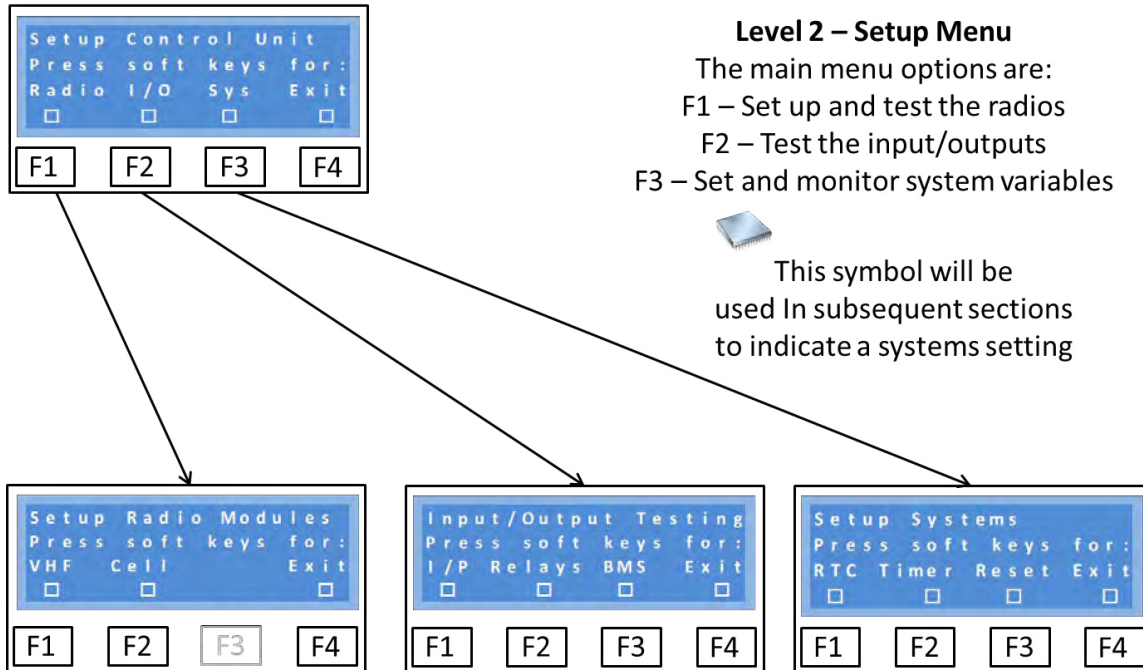 Setup Control Unit
Press soft keys for:
Radio I/O Sys Exit
F1 F2 F3 F4
Level 2 – Setup Menu
The main menu options are:
F1 – Set up and test the radios
F2 – Test the input/outputs
F3 – Set and monitor system variables
This symbol will be
used In subsequent sections
to indicate a systems setting
Setup Radio Modules
Press soft keys for:
VHF Cell Exit
F1 F2 F3 F4
Input/Output Testing
Press soft keys for:
I/P Relays BMS Exit
F1 F2 F3 F4
Setup Systems
Press soft keys for:
RTC Timer Reset Exit
F1 F2 F3 F4